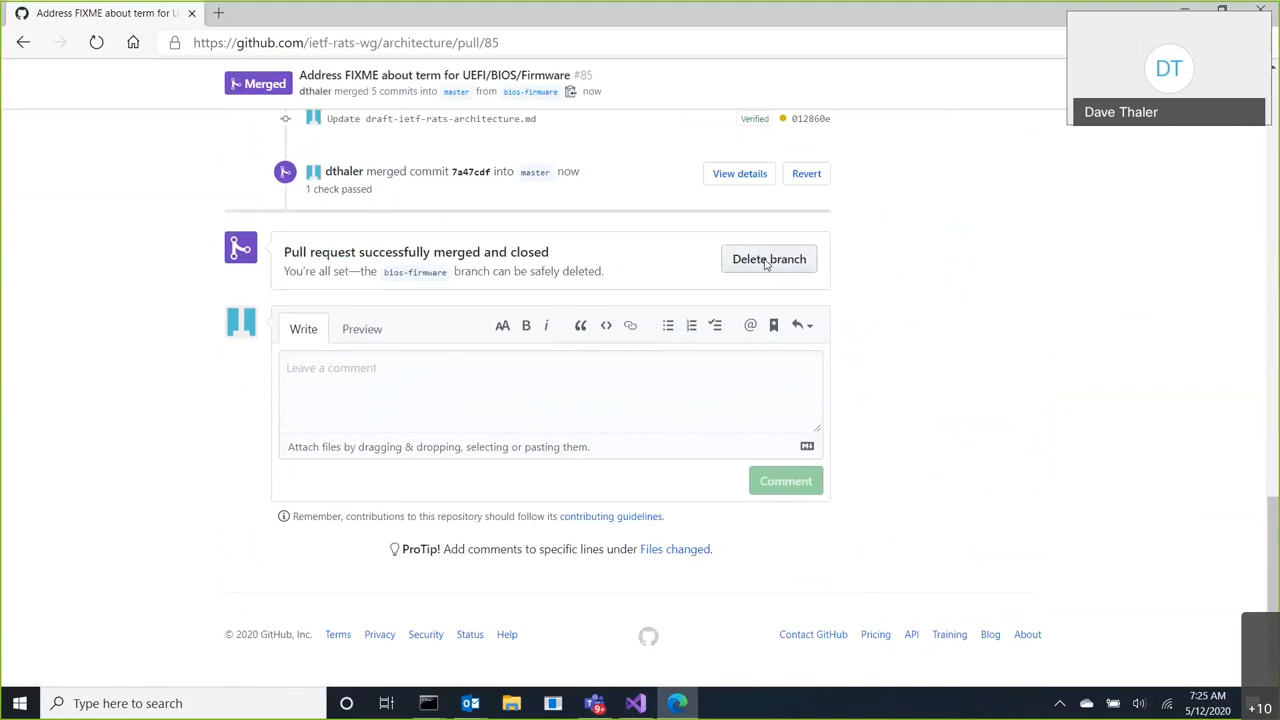 Address FIXME about term for U
https://github.com/ietf-rats-wg/architecture/pull/85
DT
Dave Thaler
Merged
Address FIXME about term for UEFI/BIOS/Firmware #85
dthaler merged 5 commits into master from bios-firmware now
Update draft-ietf-rats-architecture.md
Verified
012860e
dthaler merged commit 7a47cdf into master now
1 check passed
View details
Revert
Pull request successfully merged and closed
You're all set—the bios-firmware branch can be safely deleted.
Delete branch
Write
Preview
AA B i
Leave a comment
Attach files by dragging & dropping, selecting or pasting them.
Comment
Remember, contributions to this repository should follow its contributing guidelines.
ProTip! Add comments to specific lines under Files changed.
© 2020 GitHub, Inc. Terms Privacy Security Status Help
Contact GitHub Pricing API Training Blog About
Type here to search
9+
7:25 AM
5/12/2020
+10